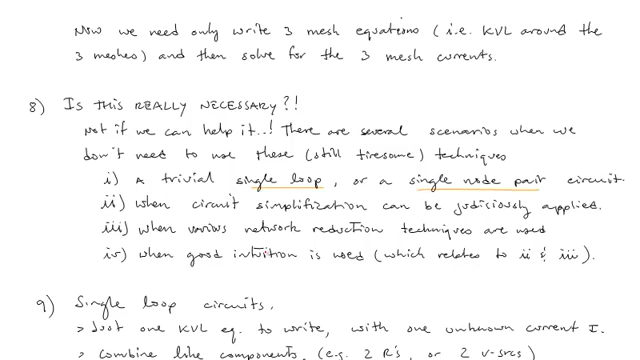 Now we need only write 3 mesh equations (i.e. KVL around the
3 meshes) and then solve for the 3 mesh currents.
8) IS THIS REALLY NECESSARY?!
Not if we can help it..! There are several scenarios when we
don't need to use these (still tiresome) techniques
i) A trivial single loop, or a single node pair circuit.
ii) when circuit simplification can be judiciously applied.
iii) when various network reduction techniques are used
iv) when good intuition is used (which relates to ii & iii).
9) Single loop circuits.
> Just one KVL eq. to write, with one unknown current I.
> combine like components. (e.g. 2 R's, or 2 v-srcs